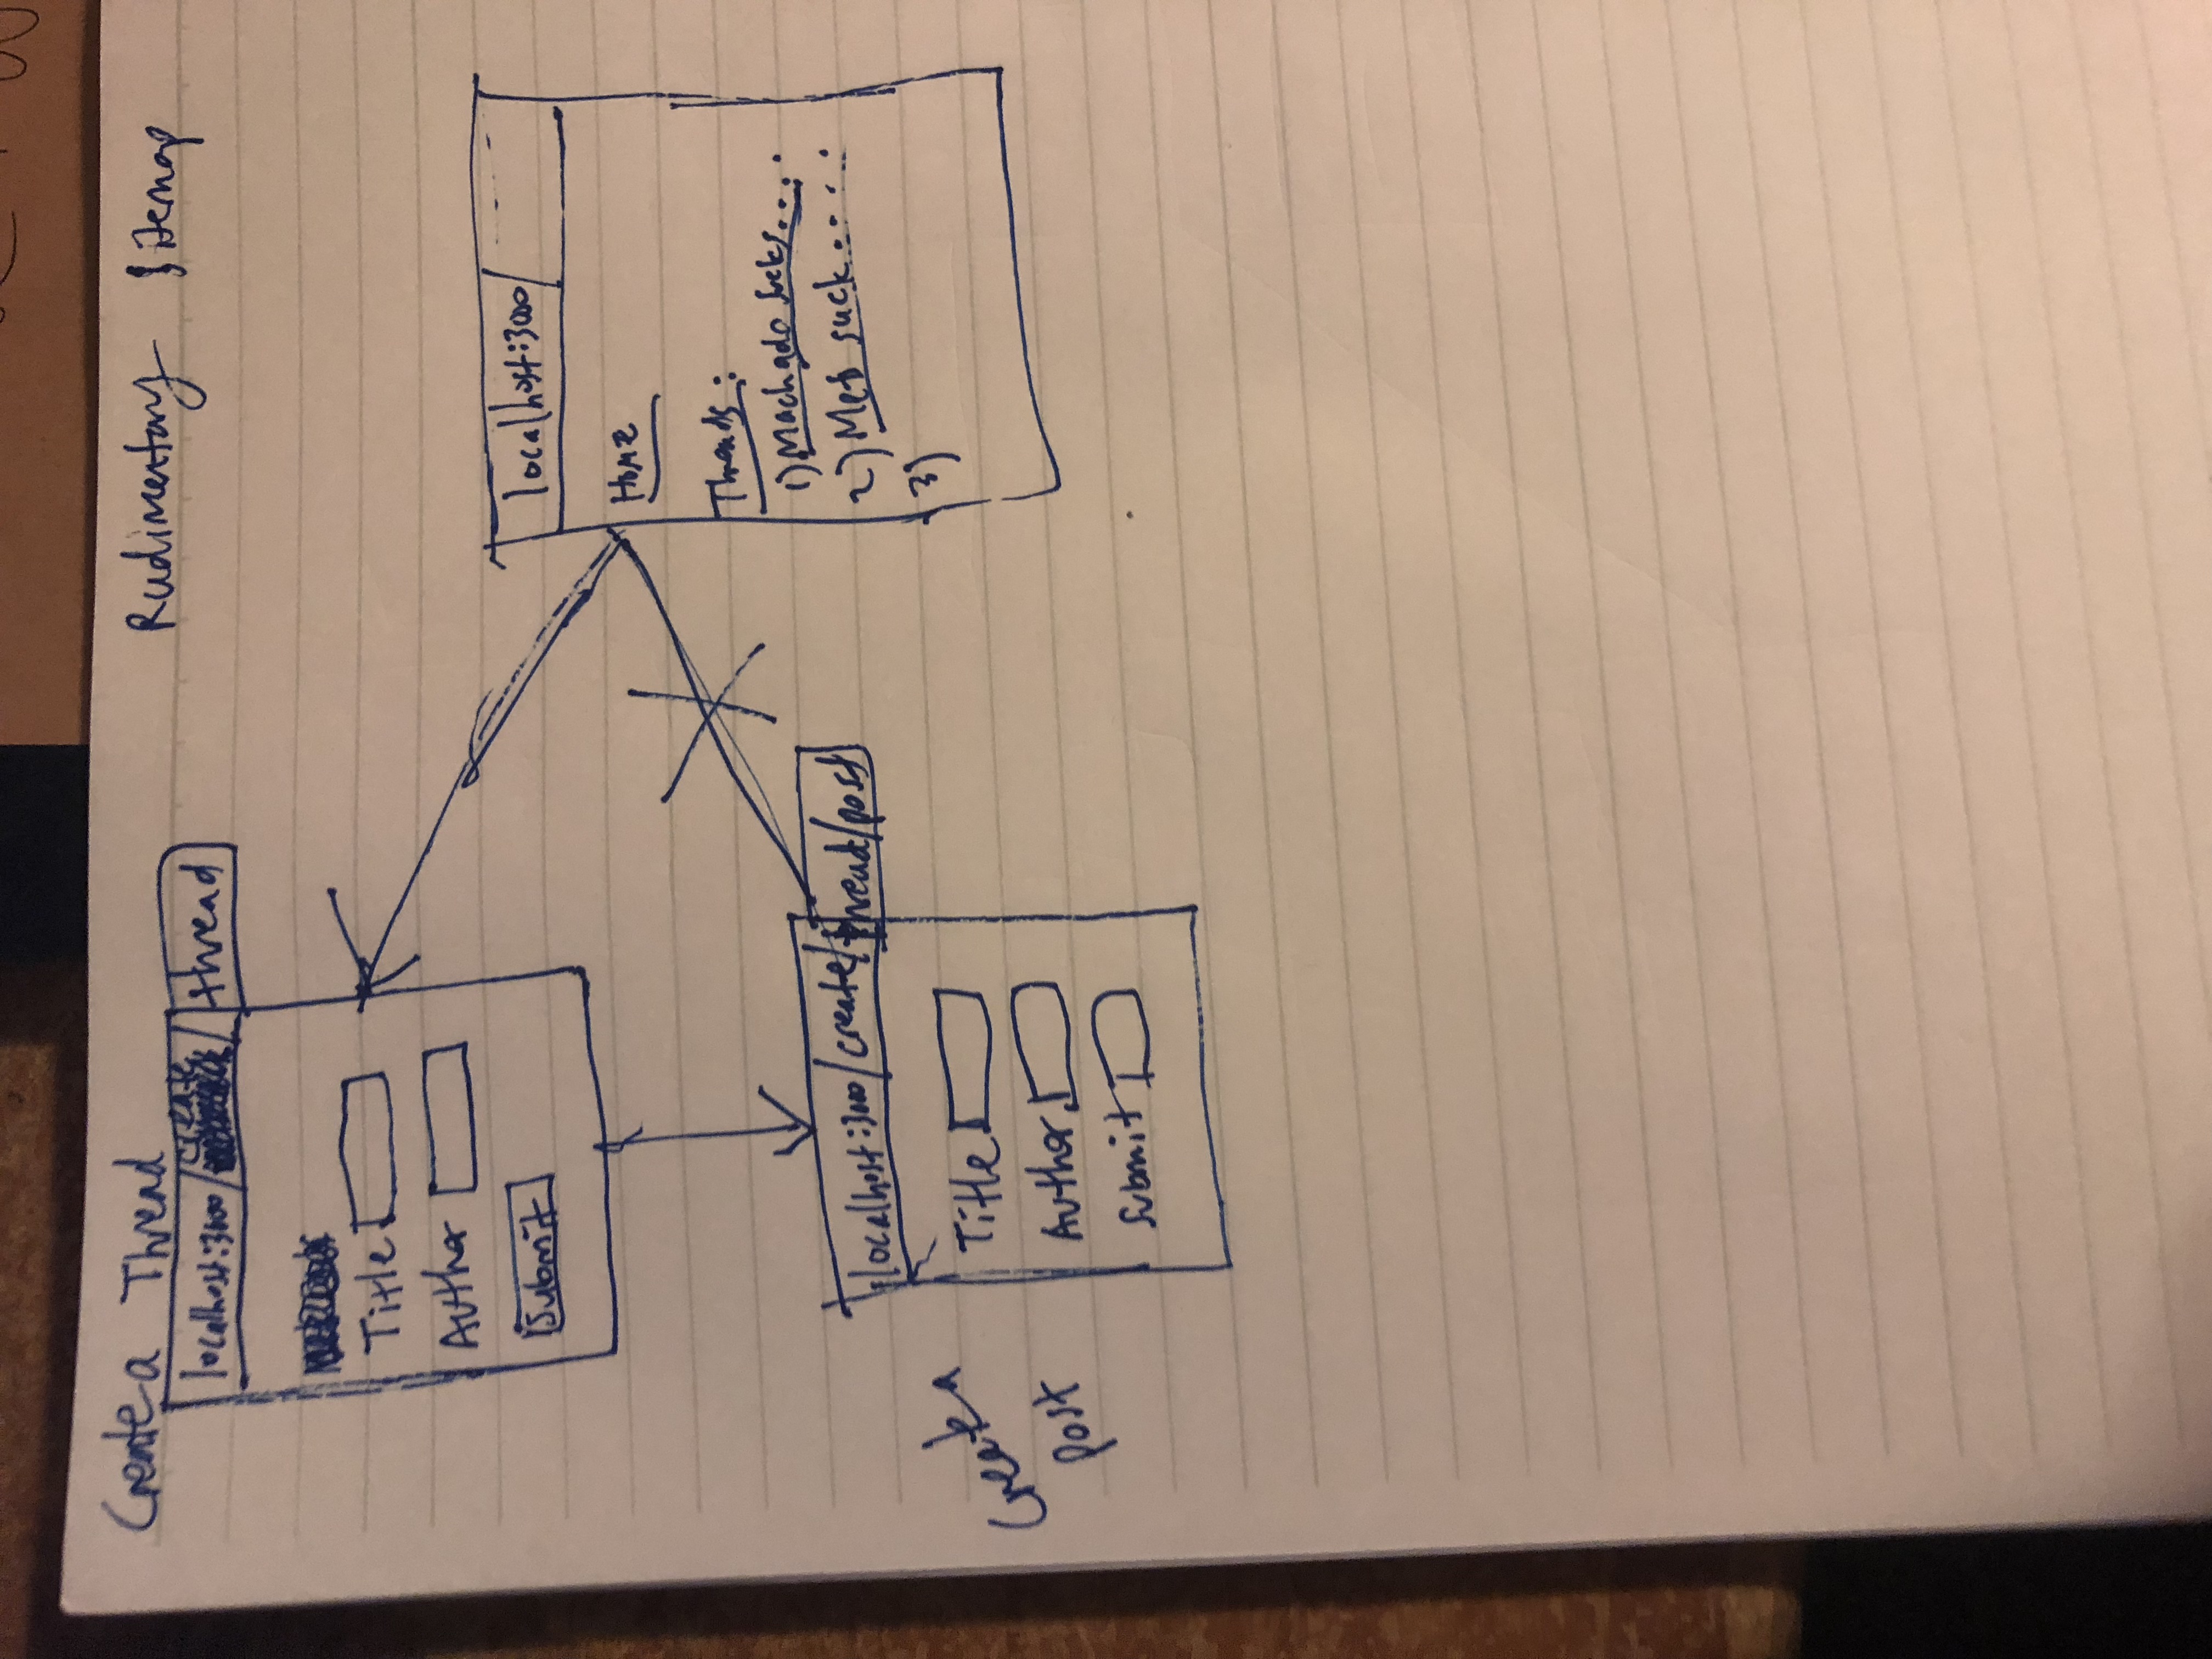 Create a Thread
Rudimentary Sitemap
localhost:3000/create/thread
Title
Author
Submit
localhost:3000/
Home
Threads:
1) Machado sucks....
2) Mets suck.....
3)
localhost:3000/create/thread/post
Create a
post
Title
Author
Submit